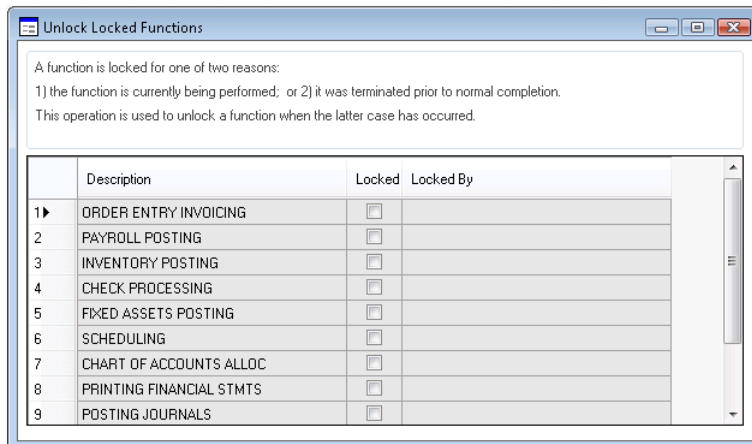 Unlock Locked Functions
A function is locked for one of two reasons:
1) the function is currently being performed; or 2) it was terminated prior to normal completion.
This operation is used to unlock a function when the latter case has occurred.
Description Locked Locked By
1 ORDER ENTRY INVOICING
2 PAYROLL POSTING
3 INVENTORY POSTING
4 CHECK PROCESSING
5 FIXED ASSETS POSTING
6 SCHEDULING
7 CHART OF ACCOUNTS ALLOC
8 PRINTING FINANCIAL STMTS
9 POSTING JOURNALS